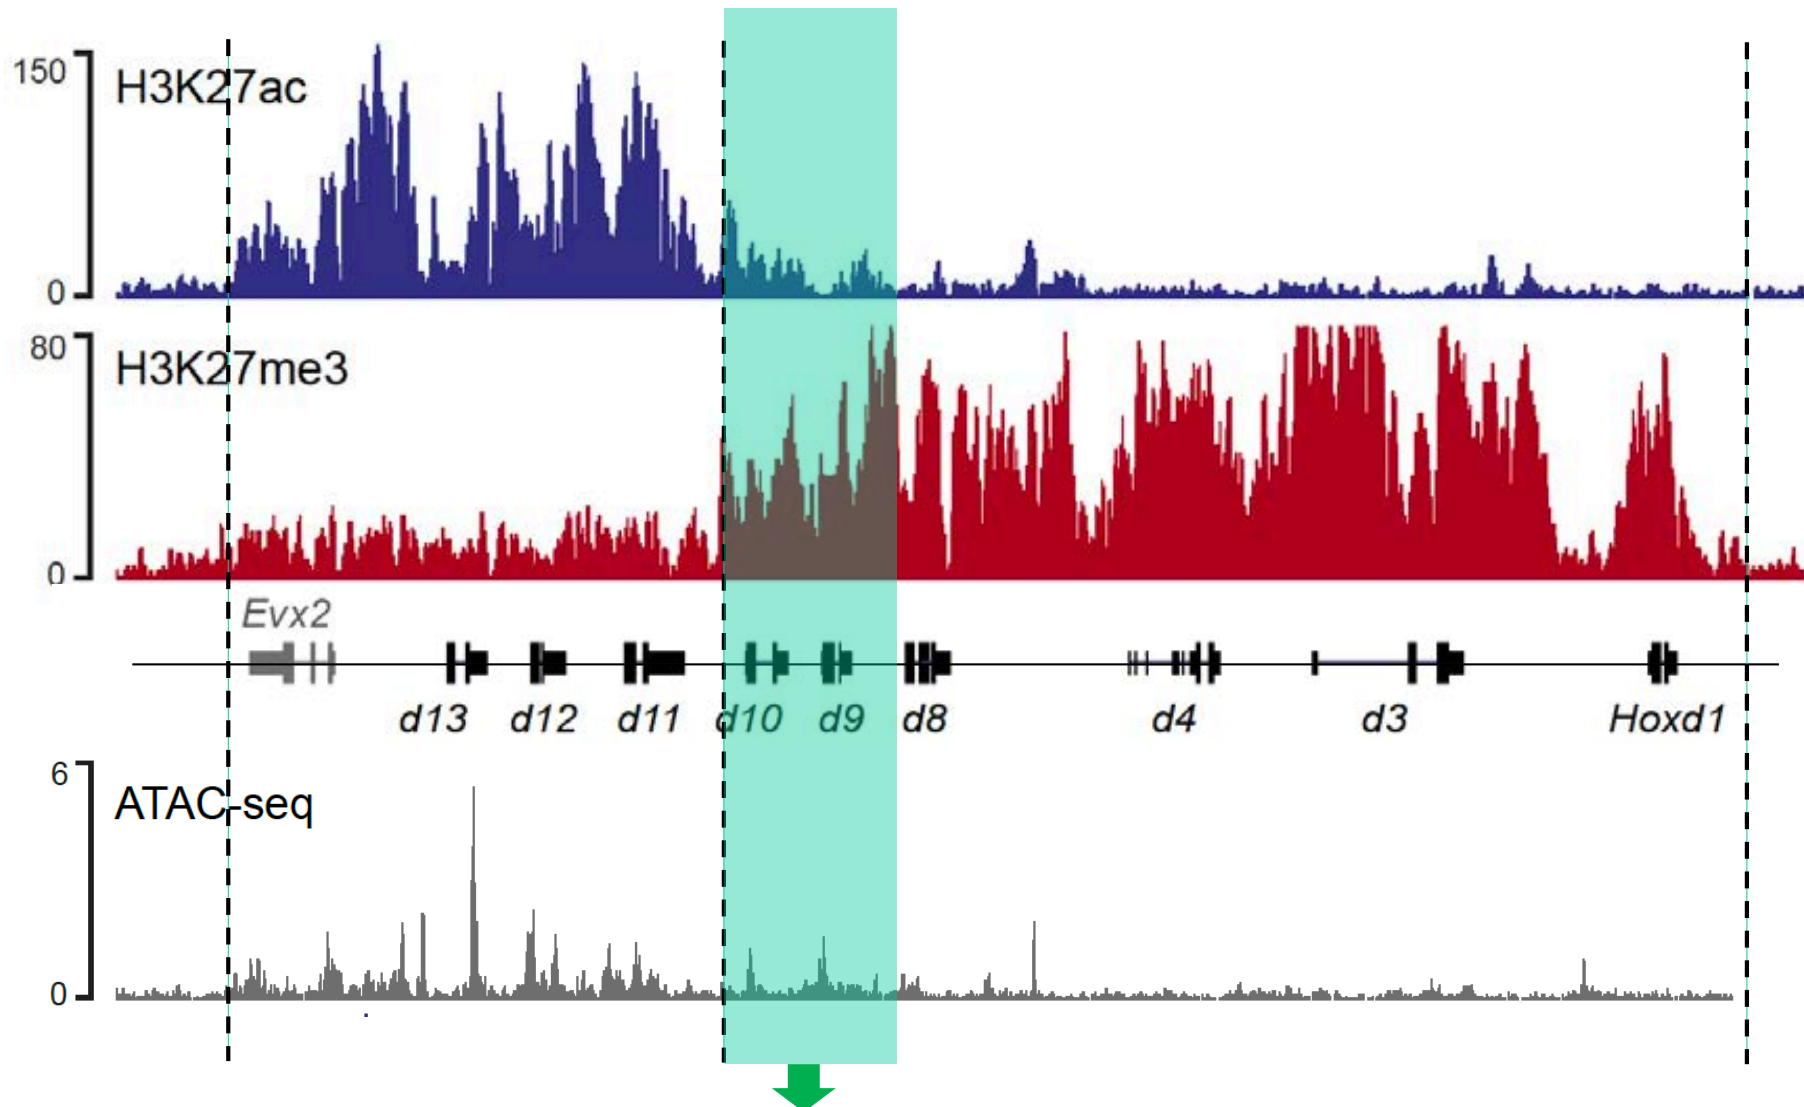 150
H3K27ac
0
80
H3K27me3
0
Evx2
d13 d12 d11 d10 d9 d8 d4 d3 Hoxd1
6
ATAC-seq
0